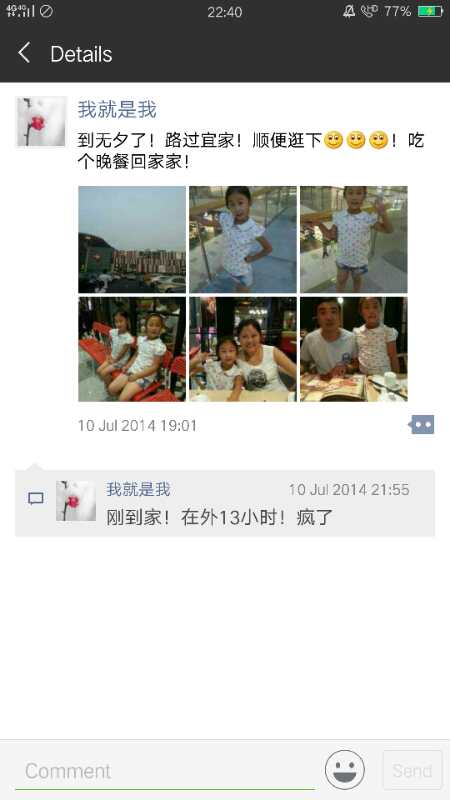 4G 4G
22:40
HD
77%
Details
我就是我
到无夕了！路过宜家！顺便逛下！吃
个晚餐回家家！
10 Jul 2014 19:01
我就是我
10 Jul 2014 21:55
刚到家！在外13小时！疯了
Comment
Send